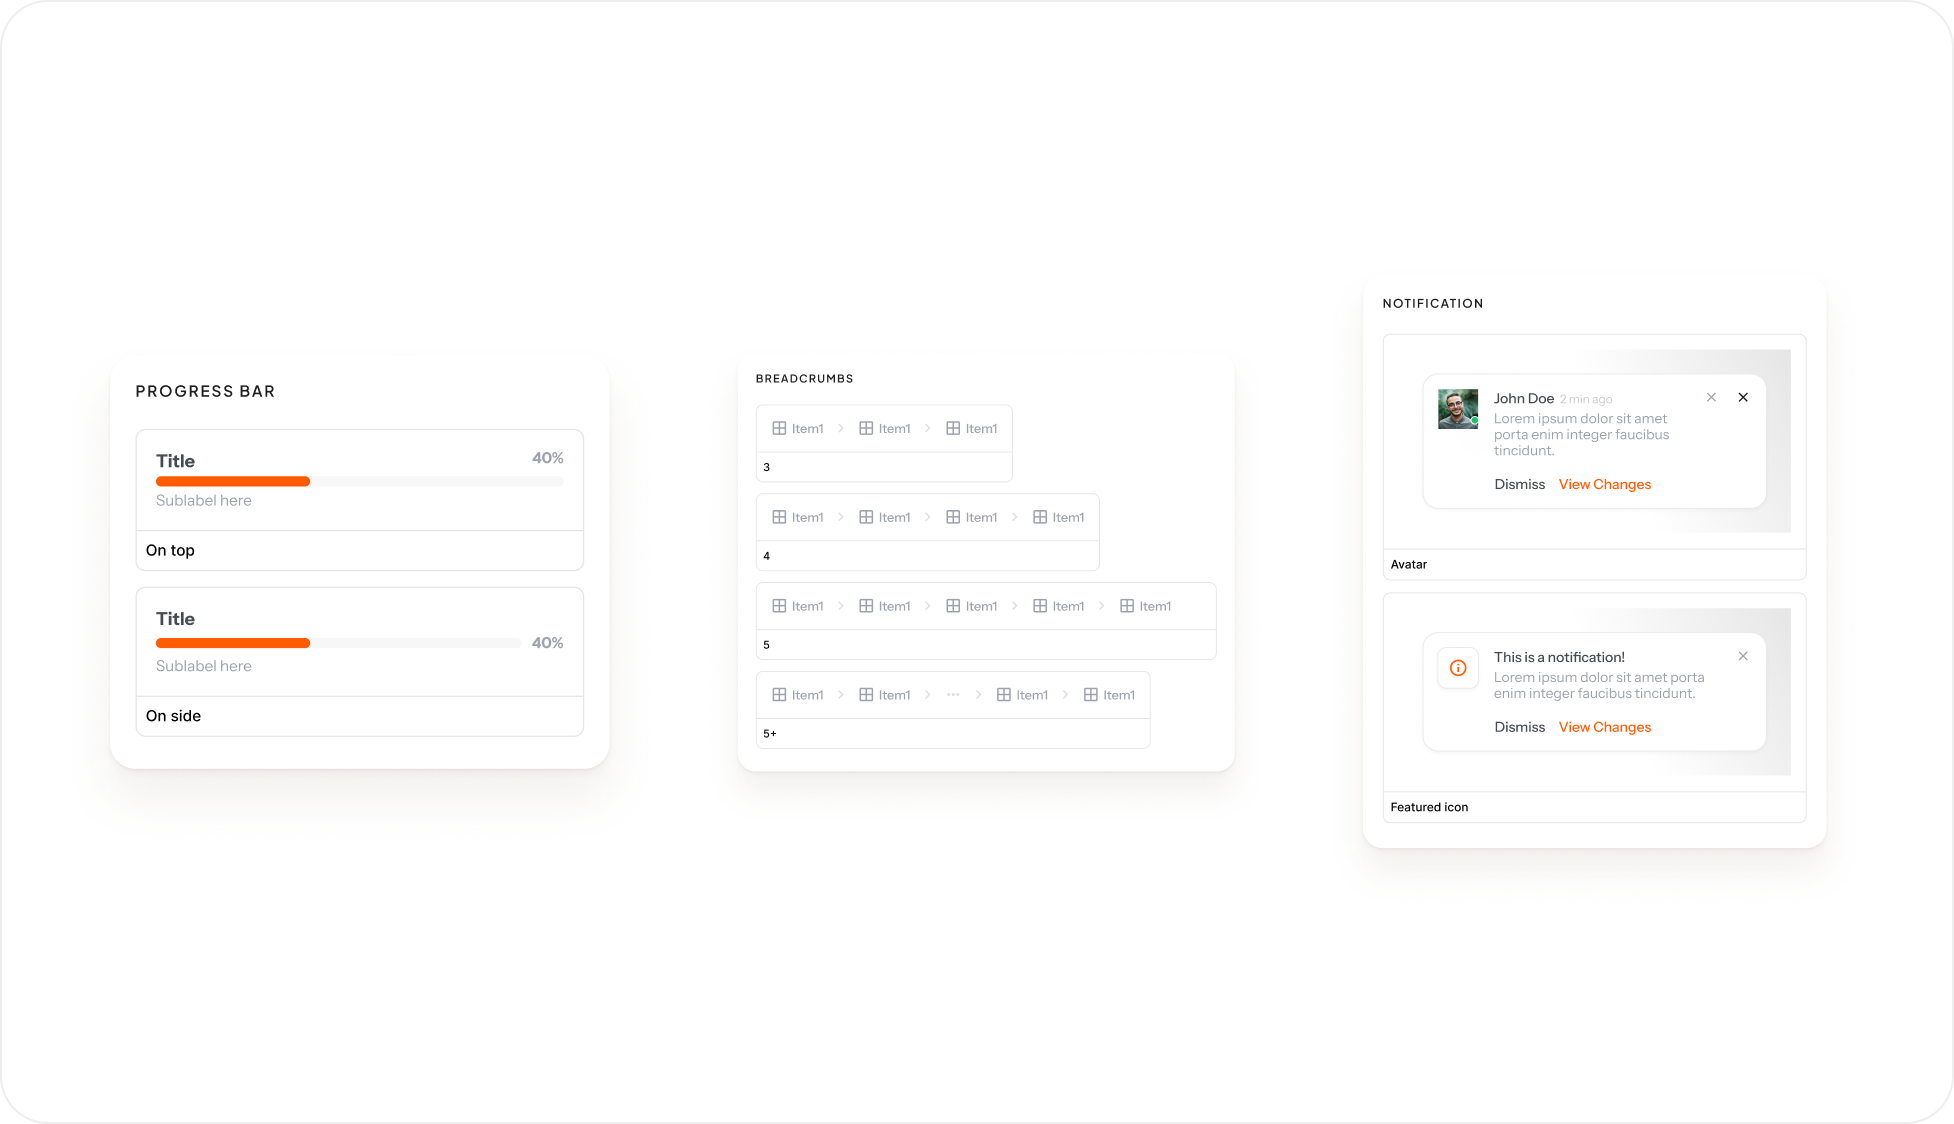 PROGRESS BAR
Title
40%
Sublabel here
On top
Title
40%
Sublabel here
On side
BREADCRUMBS
Item1 Item1 Item1
3
Item1 Item1 Item1 Item1
4
Item1 Item1 Item1 Item1 Item1
5
Item1 Item1 ... Item1 Item1
5+
NOTIFICATION
John Doe 2 min ago
Lorem ipsum dolor sit amet
porta enim integer faucibus
tincidunt.
Dismiss View Changes
Avatar
This is a notification!
Lorem ipsum dolor sit amet porta
enim integer faucibus tincidunt.
Dismiss View Changes
Featured icon